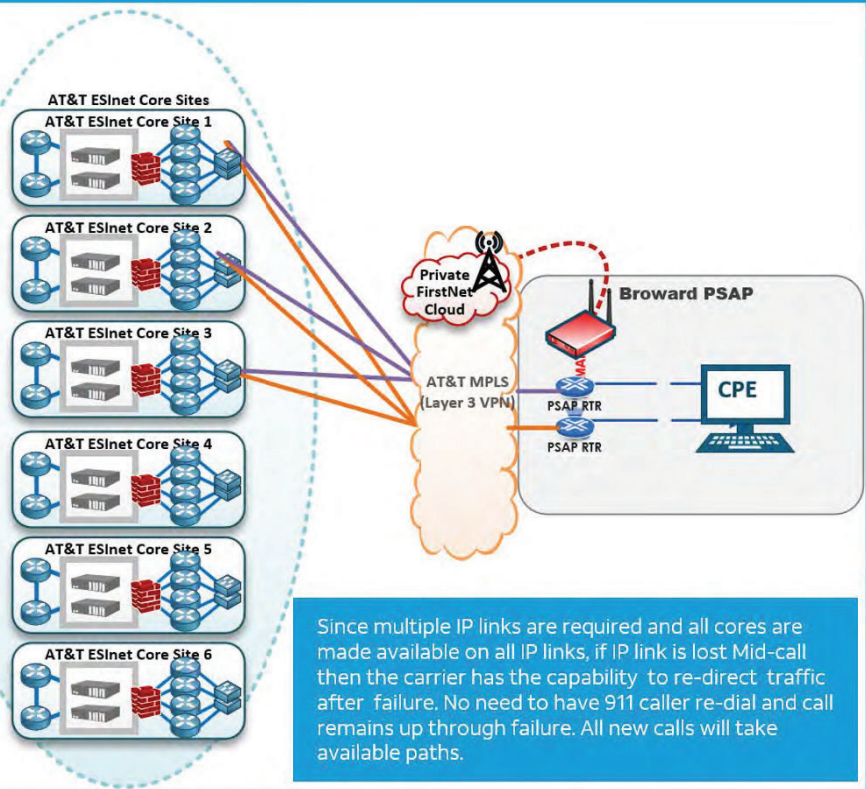 AT&T ESInet Core Sites
AT&T ESInet Core Site 1
AT&T ESInet Core Site 2
AT&T ESInet Core Site 3
AT&T ESInet Core Site 4
AT&T ESInet Core Site 5
AT&T ESInet Core Site 6
Private
FirstNet
Cloud
AT&T MPLS
(Layer 3 VPN)
Broward PSAP
MA
PSAP RTR
PSAP RTR
CPE
Since multiple IP links are required and all cores are
made available on all IP links, if IP link is lost Mid-call
then the carrier has the capability to re-direct traffic
after failure. No need to have 911 caller re-dial and call
remains up through failure. All new calls will take
available paths.